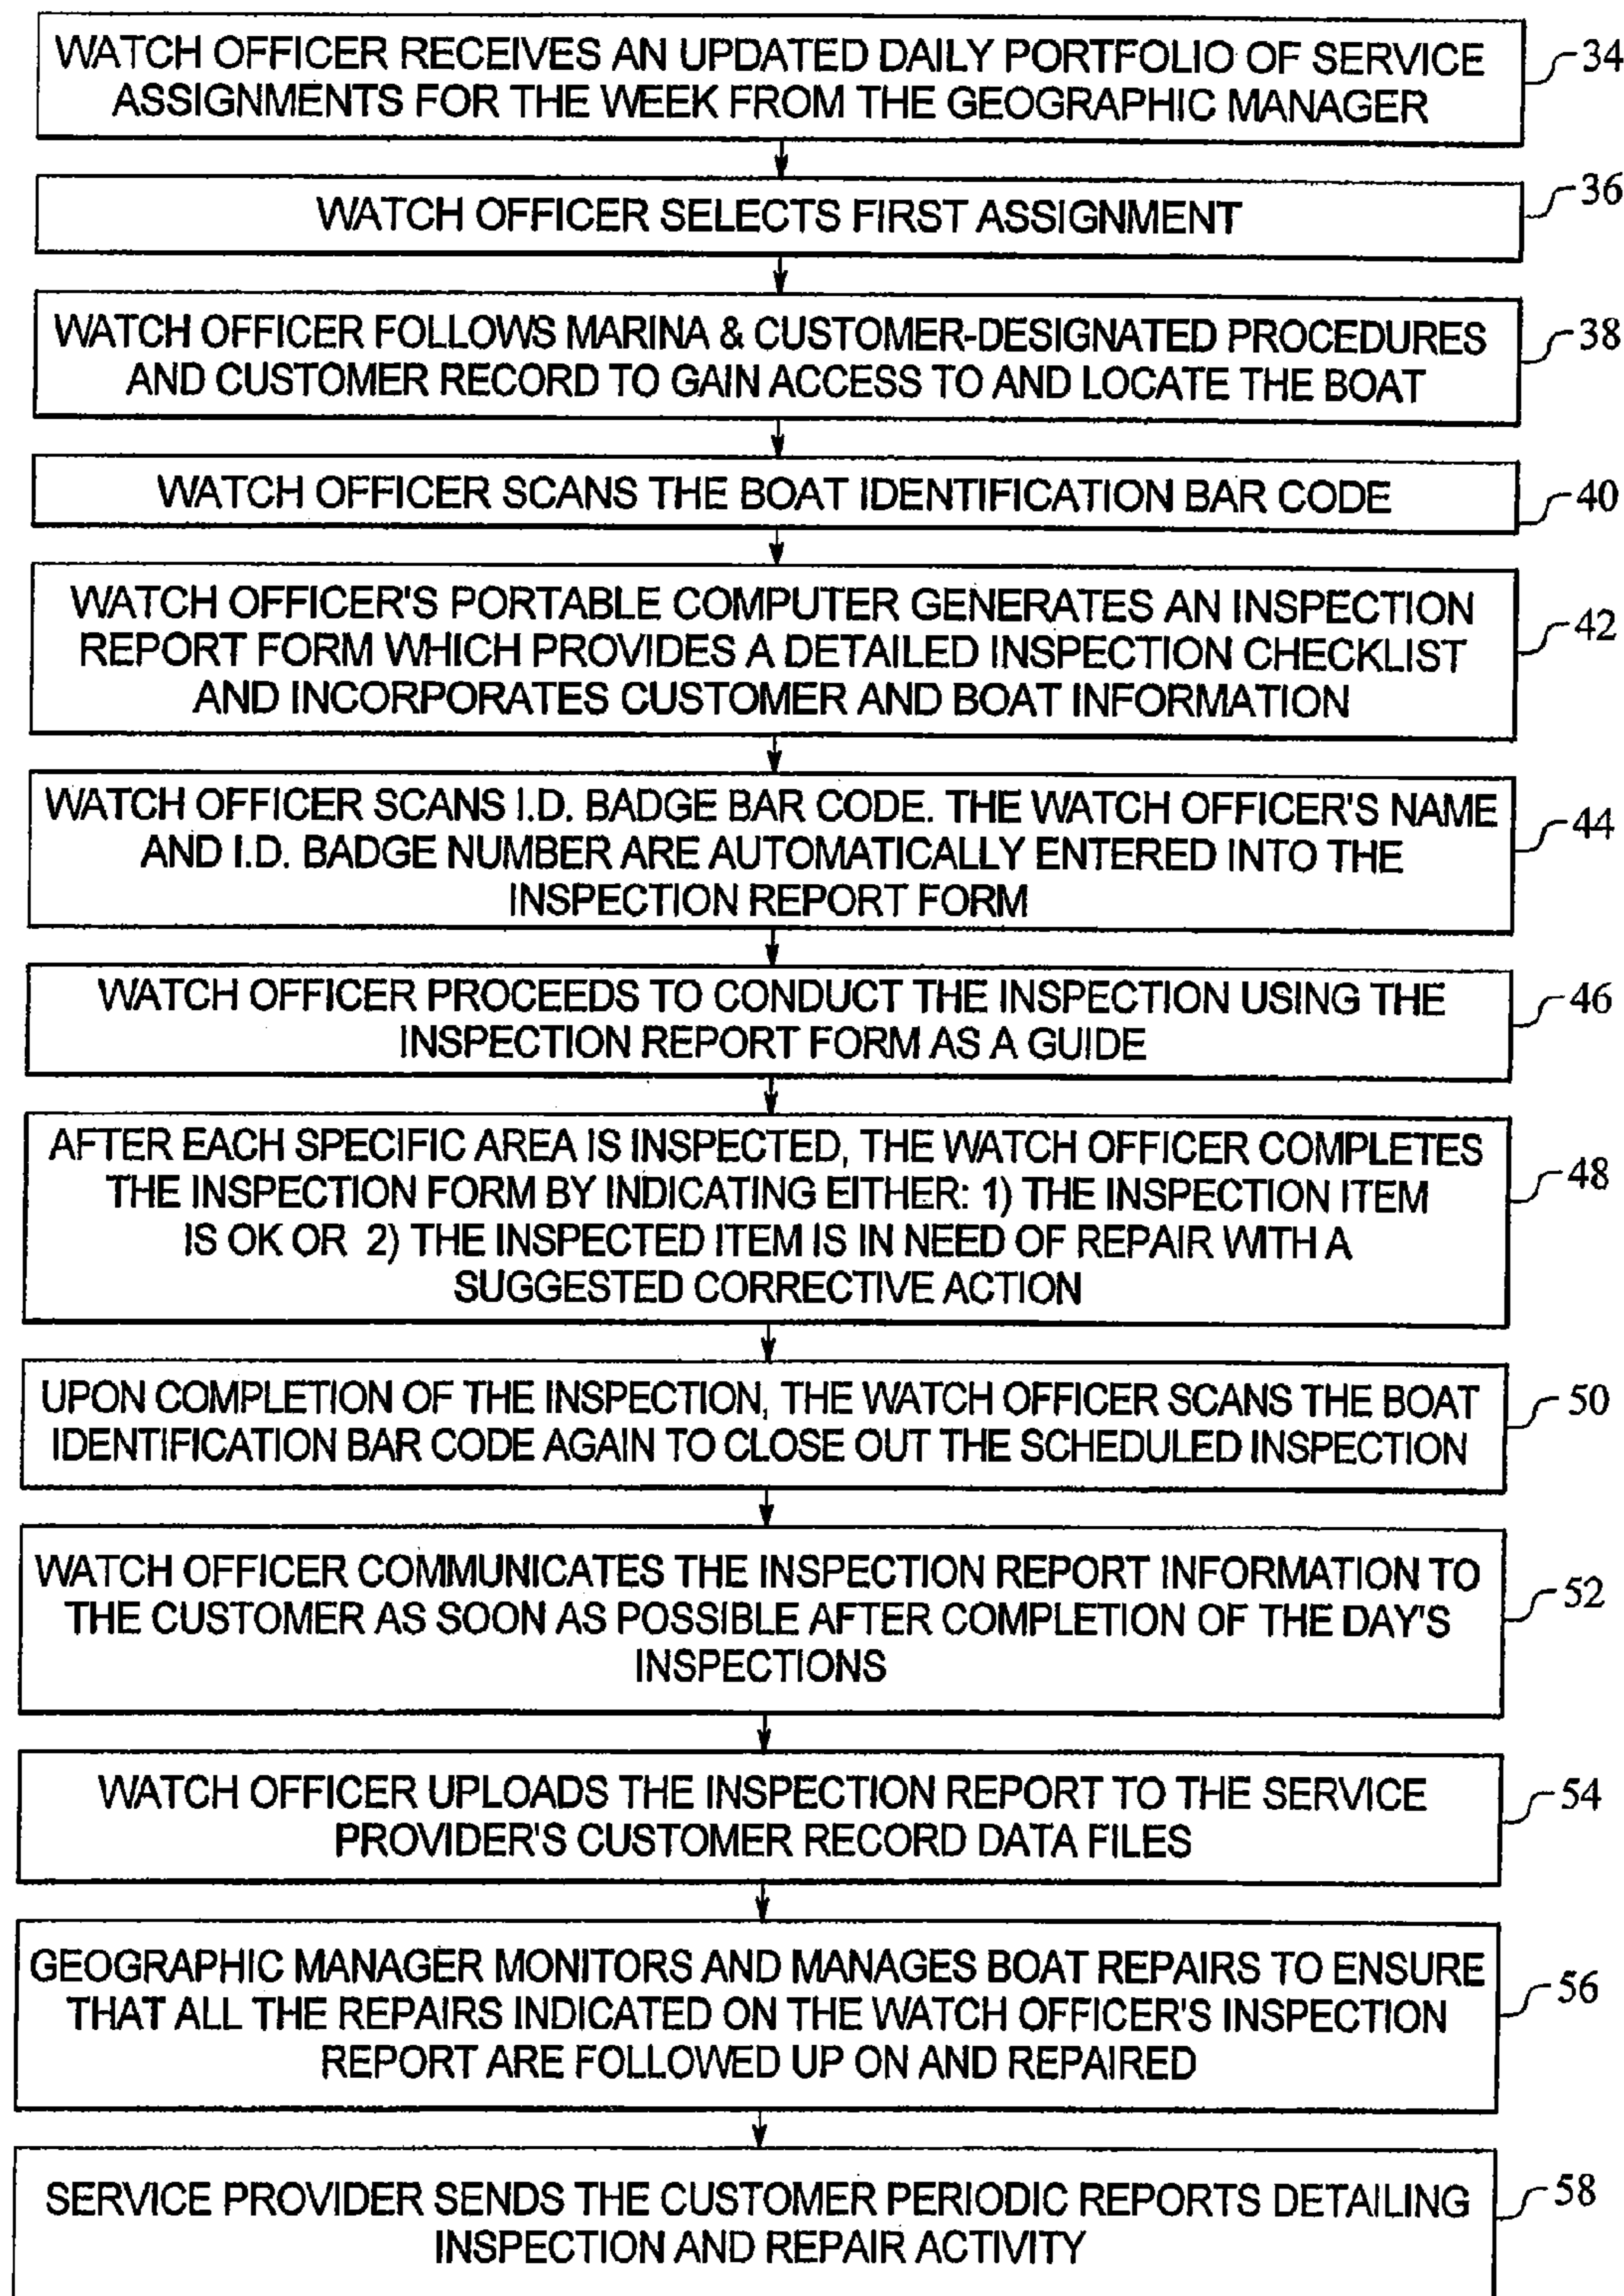 WATCH OFFICER RECEIVES AN UPDATED DAILY PORTFOLIO OF SERVICE
ASSIGNMENTS FOR THE WEEK FROM THE GEOGRAPHIC MANAGER
34
WATCH OFFICER SELECTS FIRST ASSIGNMENT
36
WATCH OFFICER FOLLOWS MARINA & CUSTOMER-DESIGNATED PROCEDURES
AND CUSTOMER RECORD TO GAIN ACCESS TO AND LOCATE THE BOAT
38
WATCH OFFICER SCANS THE BOAT IDENTIFICATION BAR CODE
40
WATCH OFFICER'S PORTABLE COMPUTER GENERATES AN INSPECTION
REPORT FORM WHICH PROVIDES A DETAILED INSPECTION CHECKLIST
AND INCORPORATES CUSTOMER AND BOAT INFORMATION
42
WATCH OFFICER SCANS I.D. BADGE BAR CODE. THE WATCH OFFICER'S NAME
AND I.D. BADGE NUMBER ARE AUTOMATICALLY ENTERED INTO THE
INSPECTION REPORT FORM
44
WATCH OFFICER PROCEEDS TO CONDUCT THE INSPECTION USING THE
INSPECTION REPORT FORM AS A GUIDE
46
AFTER EACH SPECIFIC AREA IS INSPECTED, THE WATCH OFFICER COMPLETES
THE INSPECTION FORM BY INDICATING EITHER: 1) THE INSPECTION ITEM
IS OK OR 2) THE INSPECTED ITEM IS IN NEED OF REPAIR WITH A
SUGGESTED CORRECTIVE ACTION
48
UPON COMPLETION OF THE INSPECTION, THE WATCH OFFICER SCANS THE BOAT
IDENTIFICATION BAR CODE AGAIN TO CLOSE OUT THE SCHEDULED INSPECTION
50
WATCH OFFICER COMMUNICATES THE INSPECTION REPORT INFORMATION TO
THE CUSTOMER AS SOON AS POSSIBLE AFTER COMPLETION OF THE DAY'S
INSPECTIONS
52
WATCH OFFICER UPLOADS THE INSPECTION REPORT TO THE SERVICE
PROVIDER'S CUSTOMER RECORD DATA FILES
54
GEOGRAPHIC MANAGER MONITORS AND MANAGES BOAT REPAIRS TO ENSURE
THAT ALL THE REPAIRS INDICATED ON THE WATCH OFFICER'S INSPECTION
REPORT ARE FOLLOWED UP ON AND REPAIRED
56
SERVICE PROVIDER SENDS THE CUSTOMER PERIODIC REPORTS DETAILING
INSPECTION AND REPAIR ACTIVITY
58